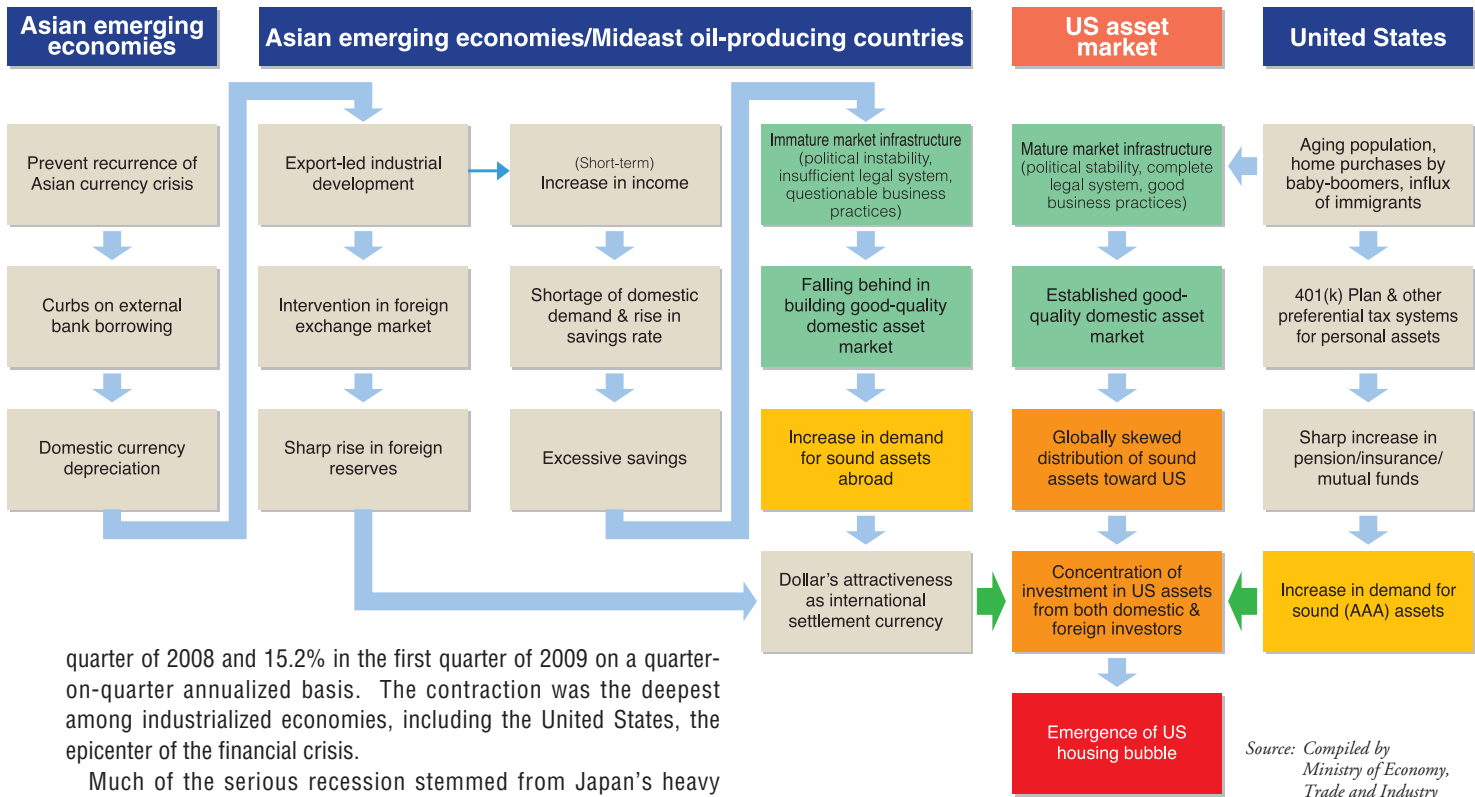 Asian emerging
economies
Asian emerging economies/Mideast oil-producing countries
US asset
market
United States
Prevent recurrence of
Asian currency crisis
Curbs on external
bank borrowing
Domestic currency
depreciation
Export-led industrial
development
Intervention in foreign
exchange market
Sharp rise in foreign
reserves
(Short-term)
Increase in income
Shortage of domestic
demand & rise in
savings rate
Excessive savings
Immature market infrastructure
(political instability,
insufficient legal system,
questionable business
practices)
Falling behind in
building good-quality
domestic asset
market
Increase in demand
for sound assets
abroad
Dollar's attractiveness
as international
settlement currency
Mature market infrastructure
(political stability, complete
legal system, good
business practices)
Established good-
quality domestic asset
market
Globally skewed
distribution of sound
assets toward US
Concentration of
investment in US assets
from both domestic &
foreign investors
Emergence of US
housing bubble
Aging population,
home purchases by
baby-boomers, influx
of immigrants
401(k) Plan & other
preferential tax systems
for personal assets
Sharp increase in
pension/insurance/
mutual funds
Increase in demand for
sound (AAA) assets
quarter of 2008 and 15.2% in the first quarter of 2009 on a quarter-
on-quarter annualized basis. The contraction was the deepest
among industrialized economies, including the United States, the
epicenter of the financial crisis.
Much of the serious recession stemmed from Japan's heavy
Source: Compiled by
Ministry of Economy,
Trade and Industry